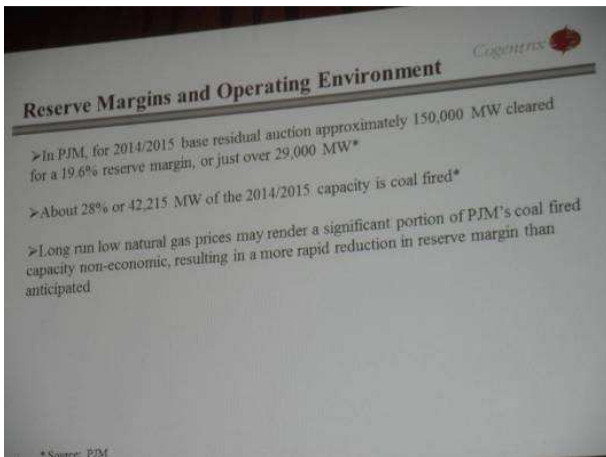 Cogentrix
Reserve Margins and Operating Environment
➢In PJM, for 2014/2015 base residual auction approximately 150,000 MW cleared
for a 19.6% reserve margin, or just over 29,000 MW*
➢About 28% or 42,215 MW of the 2014/2015 capacity is coal fired*
➢Long run low natural gas prices may render a significant portion of PJM's coal fired
capacity non-economic, resulting in a more rapid reduction in reserve margin than
anticipated
* Source: PJM